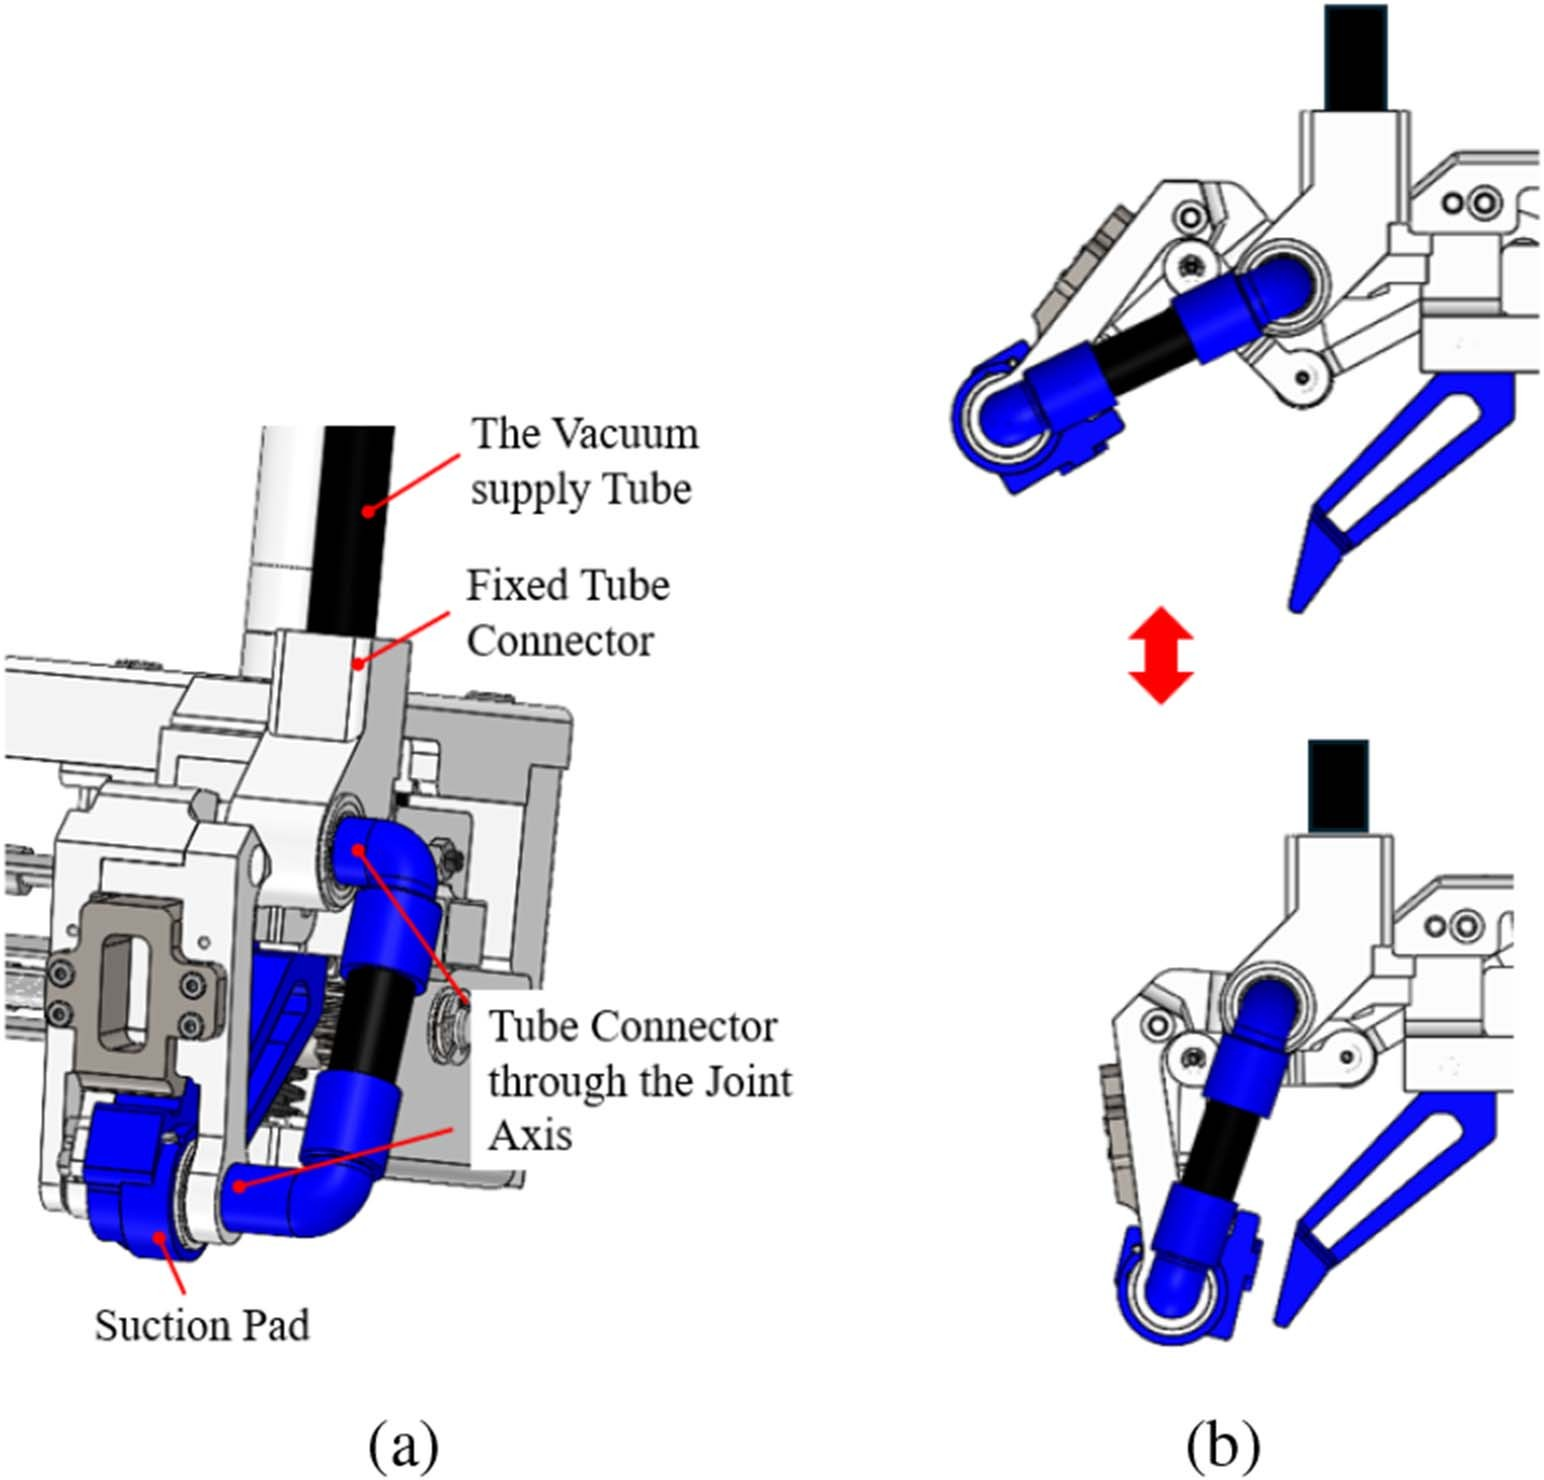 The Vacuum
supply Tube
Fixed Tube
Connector
Tube Connector
through the Joint
Axis
Suction Pad
(a)
(b)